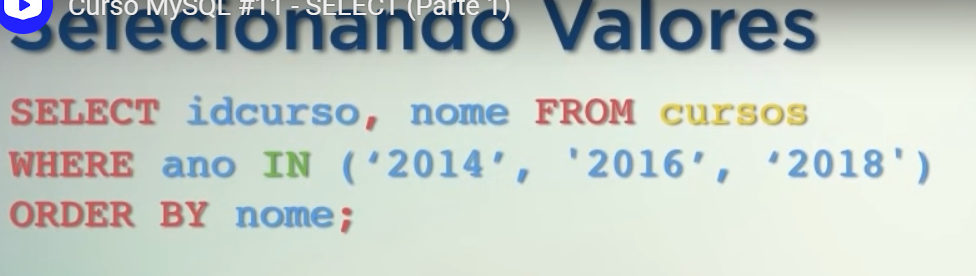 Curso MySQL #11 - SELECT (Parte 1)
Selecionando Valores
SELECT idcurso, nome FROM cursos
WHERE ano IN (‘2014’, '2016’, ‘2018')
ORDER BY nome;